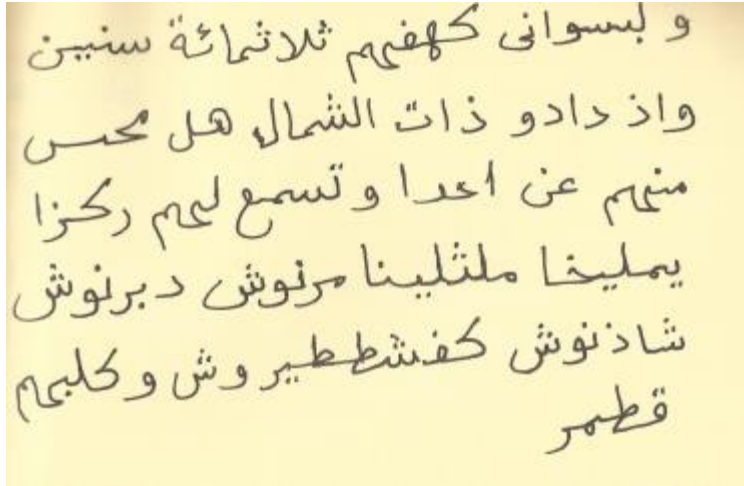 و لبسوانى كهفهم ثلاثمائة سنين
واذ دادو ذات الشمال هل محس
منهم عن احدا و تسمع لهم ركزا
يمليخا ملثلينا مرنوش دبرنوش
شاذنوش كفشططيروش وكلبهم
قطمر